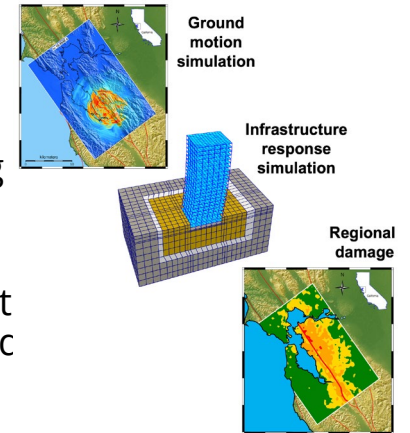 Ground
motion
simulation
Infrastructure
response
simulation
Regional
damage
g
t
c
N
N